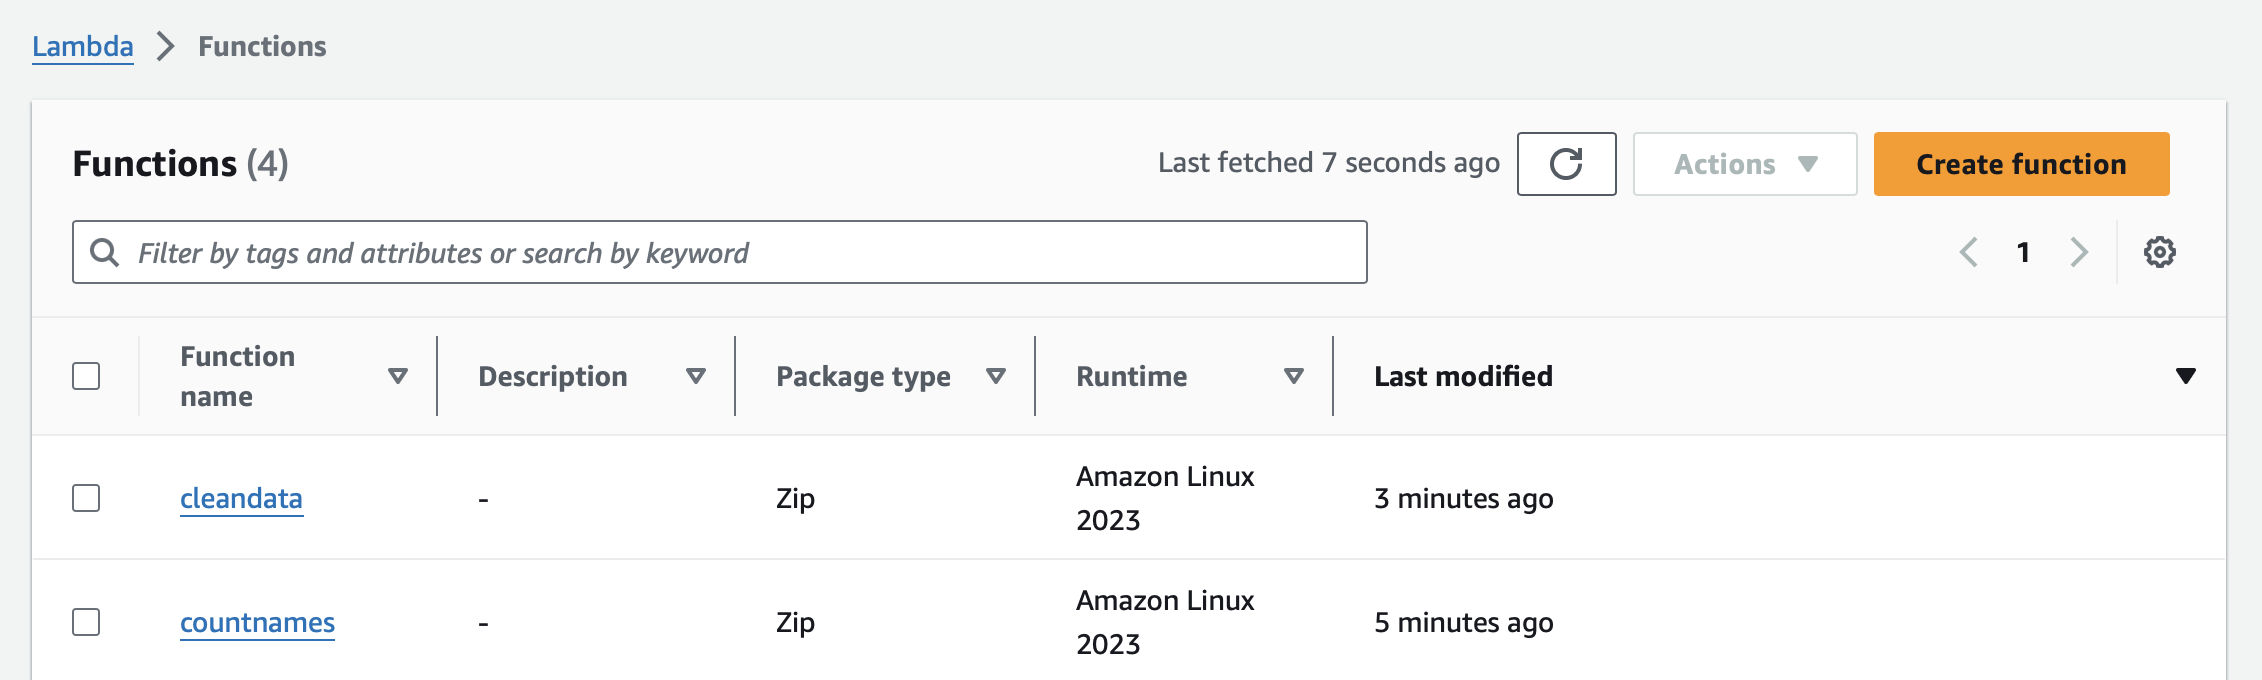 Lambda > Functions
Functions (4)
Last fetched 7 seconds ago
Actions
Create function
Filter by tags and attributes or search by keyword
1
Function name
Description
Package type
Runtime
Last modified
cleandata - Zip Amazon Linux 2023 3 minutes ago
countnames - Zip Amazon Linux 2023 5 minutes ago